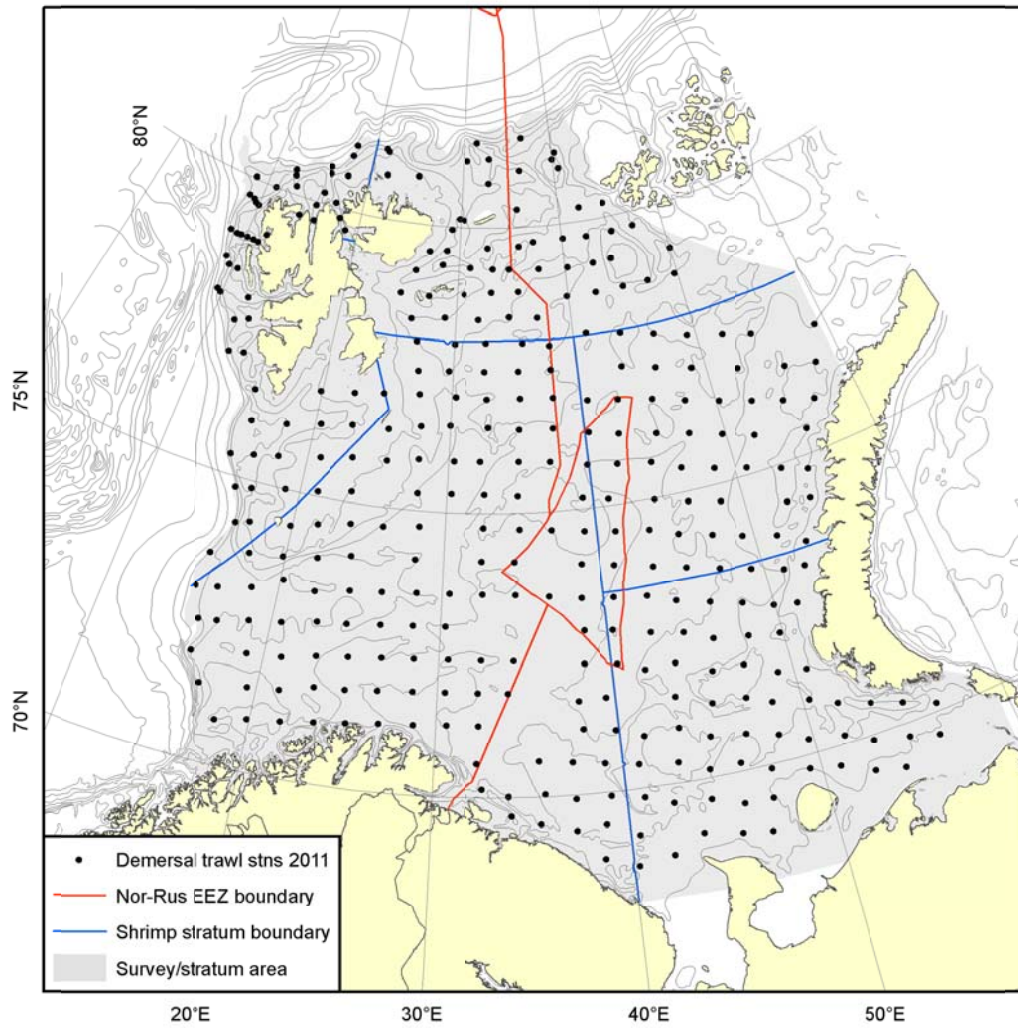 80°N
75°N
70°N
Demersal trawl stns 2011
Nor-Rus EEZ boundary
Shrimp stratum boundary
Survey/stratum area
20°E 30°E 40°E 50°E